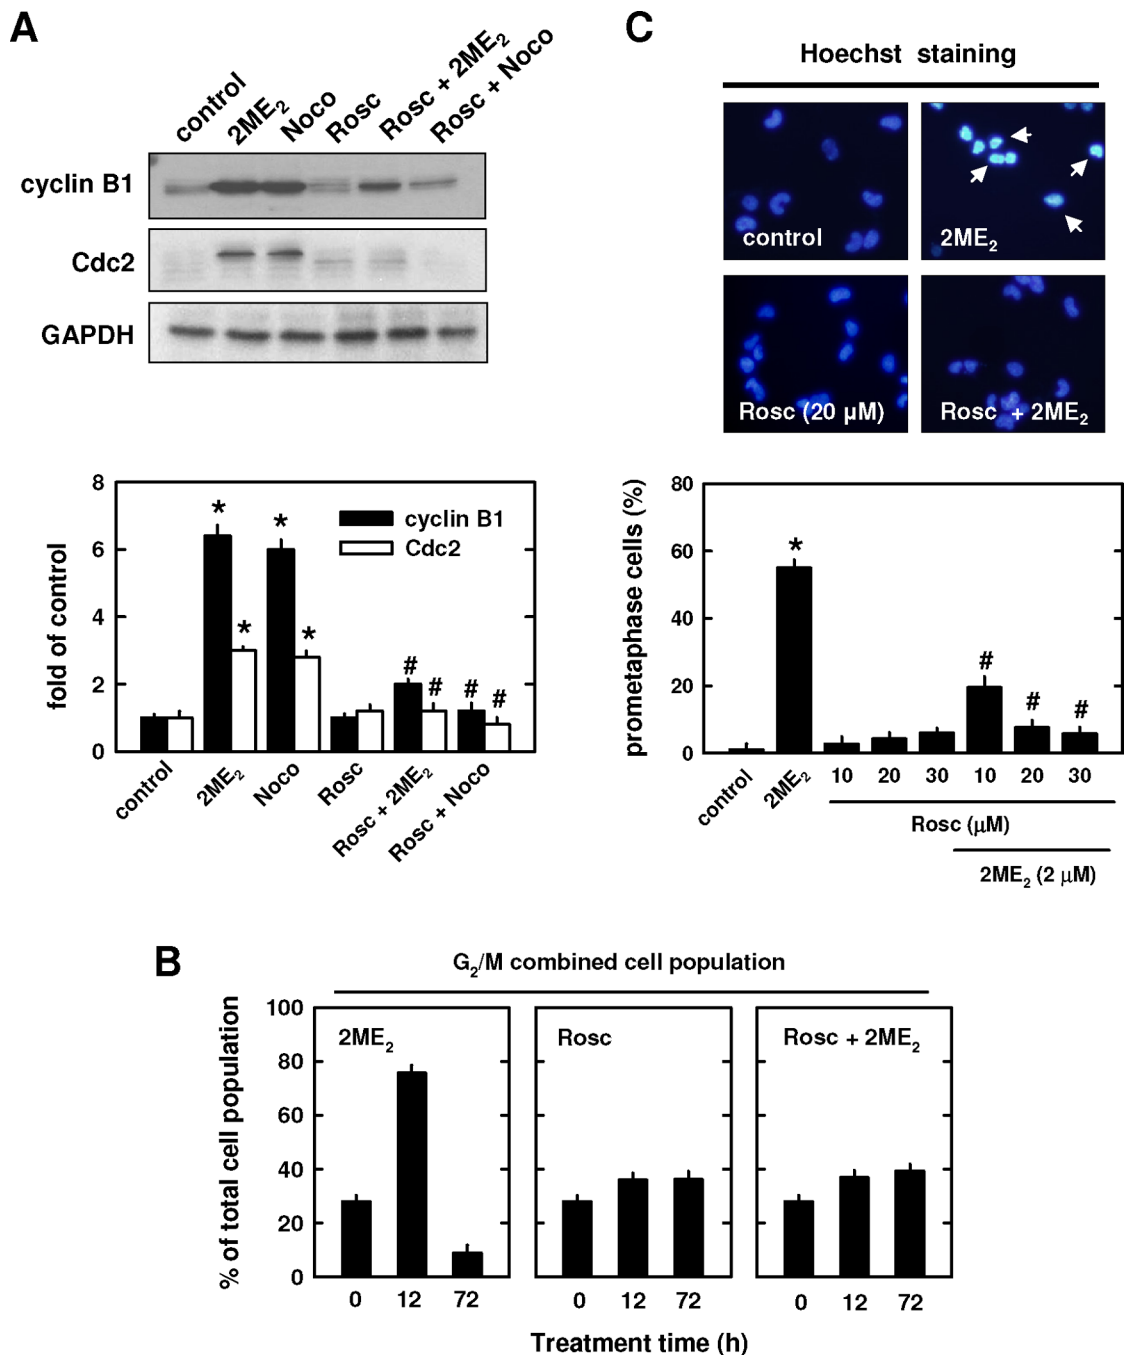 A
control
2ME₂
Noco
Rosc
Rosc + 2ME₂
Rosc + Noco
cyclin B1
Cdc2
GAPDH
fold of control
8
6
4
2
0
cyclin B1
Cdc2
*
*
*
*
#
#
#
#
control
2ME₂
Noco
Rosc
Rosc + 2ME₂
Rosc + Noco
C
Hoechst staining
control
2ME₂
Rosc (20 µM)
Rosc + 2ME₂
prometaphase cells (%)
80
60
40
20
0
*
#
#
#
control
2ME₂
10 20 30 10 20 30
Rosc (µM)
2ME₂ (2 µM)
B
G₂/M combined cell population
% of total cell population
100
80
60
40
20
0
2ME₂
Rosc
Rosc + 2ME₂
0 12 72 0 12 72 0 12 72
Treatment time (h)